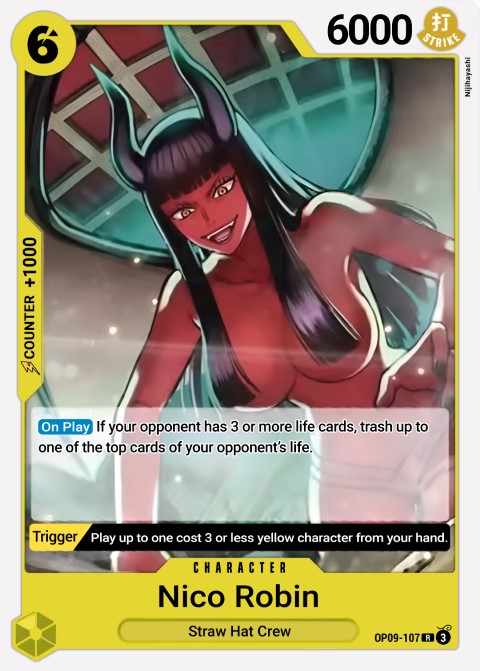 6
6000
打
STRIKE
Nijihayashi
COUNTER +1000
On Play If your opponent has 3 or more life cards, trash up to
one of the top cards of your opponent's life.
Trigger Play up to one cost 3 or less yellow character from your hand.
CHARACTER
Nico Robin
Straw Hat Crew
OP09-107 R 3